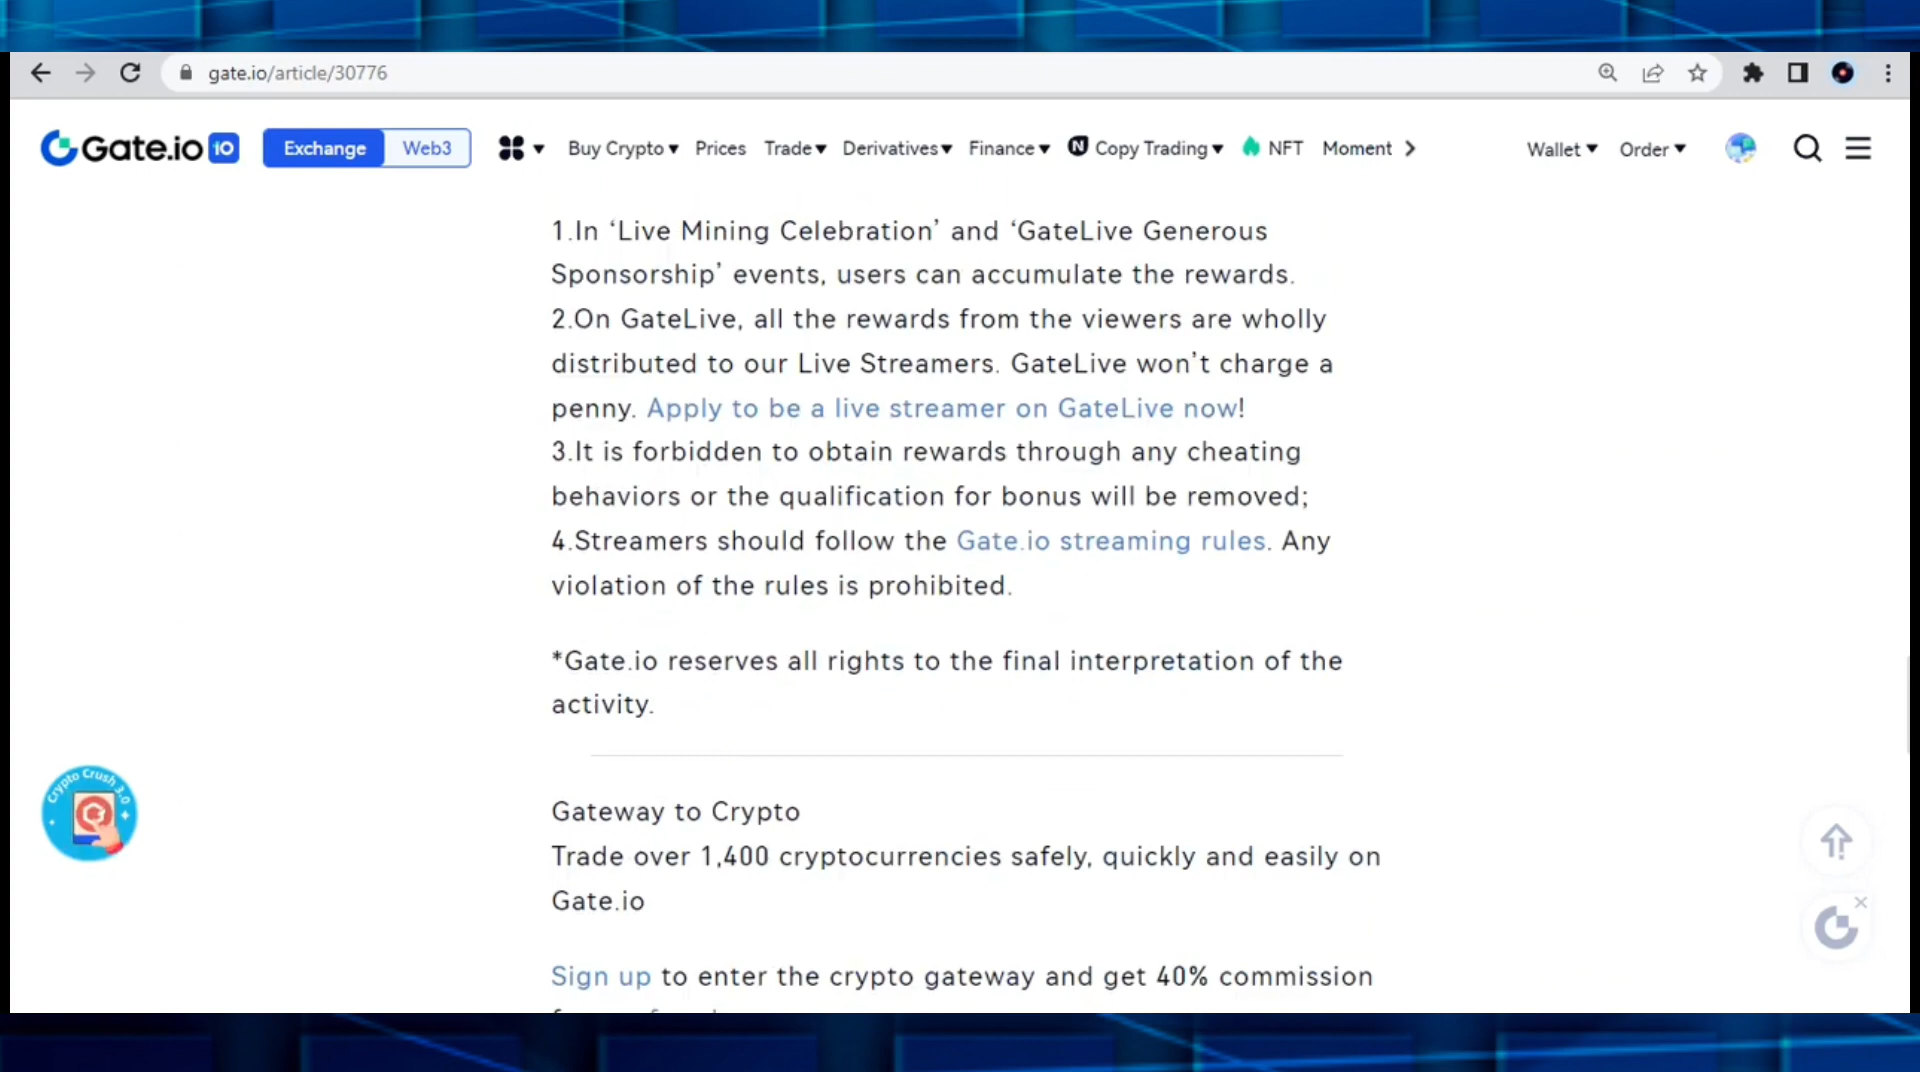 gate.io/article/30776
Gate.io 10 Exchange Web3 Buy Crypto Prices Trade Derivatives Finance N Copy Trading NFT Moment Wallet Order
1.In ‘Live Mining Celebration’ and ‘GateLive Generous
Sponsorship’ events, users can accumulate the rewards.
2.On GateLive, all the rewards from the viewers are wholly
distributed to our Live Streamers. GateLive won’t charge a
penny. Apply to be a live streamer on GateLive now!
3.It is forbidden to obtain rewards through any cheating
behaviors or the qualification for bonus will be removed;
4.Streamers should follow the Gate.io streaming rules. Any
violation of the rules is prohibited.
*Gate.io reserves all rights to the final interpretation of the
activity.
Crypto Crush 3.0
Gateway to Crypto
Trade over 1,400 cryptocurrencies safely, quickly and easily on
Gate.io
Sign up to enter the crypto gateway and get 40% commission